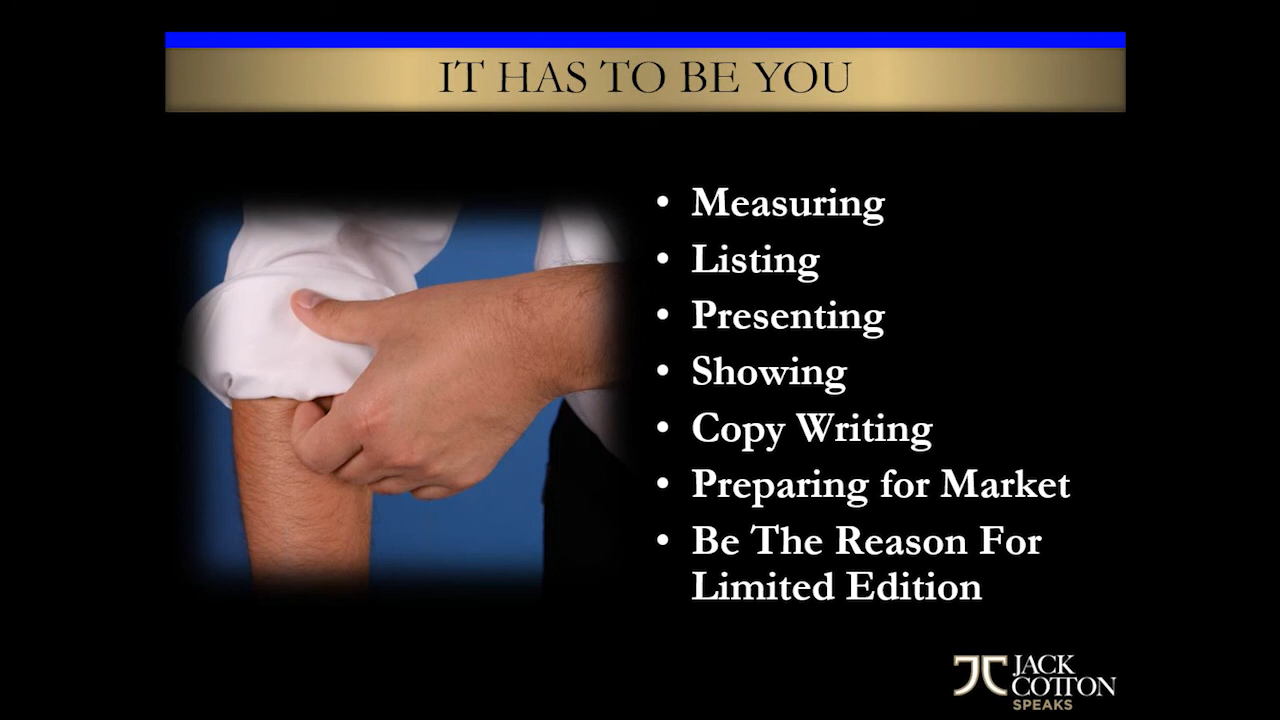 IT HAS TO BE YOU
• Measuring
• Listing
• Presenting
• Showing
• Copy Writing
• Preparing for Market
• Be The Reason For
Limited Edition
JACK
COTTON
SPEAKS